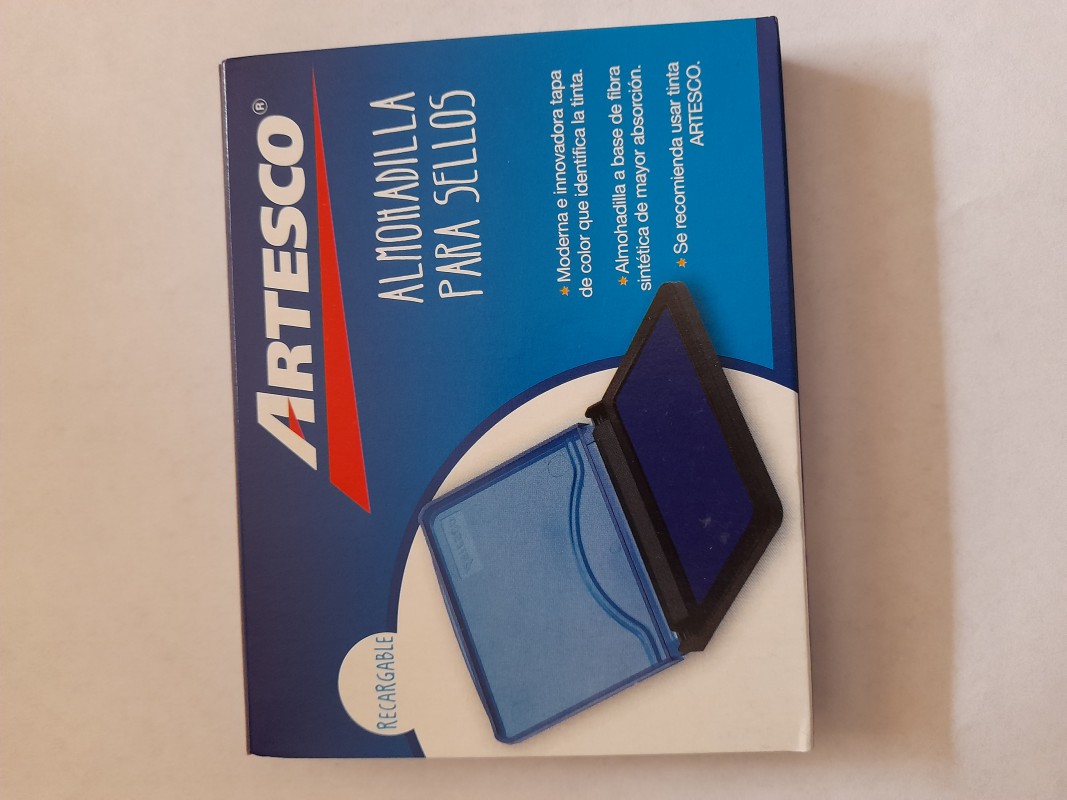 ARTESCO®
RECARGABLE
ALMOHADILLA
PARA SELLOS
* Moderna e innovadora tapa
de color que identifica la tinta.
* Almohadilla a base de fibra
sintética de mayor absorción.
* Se recomienda usar tinta
ARTESCO.